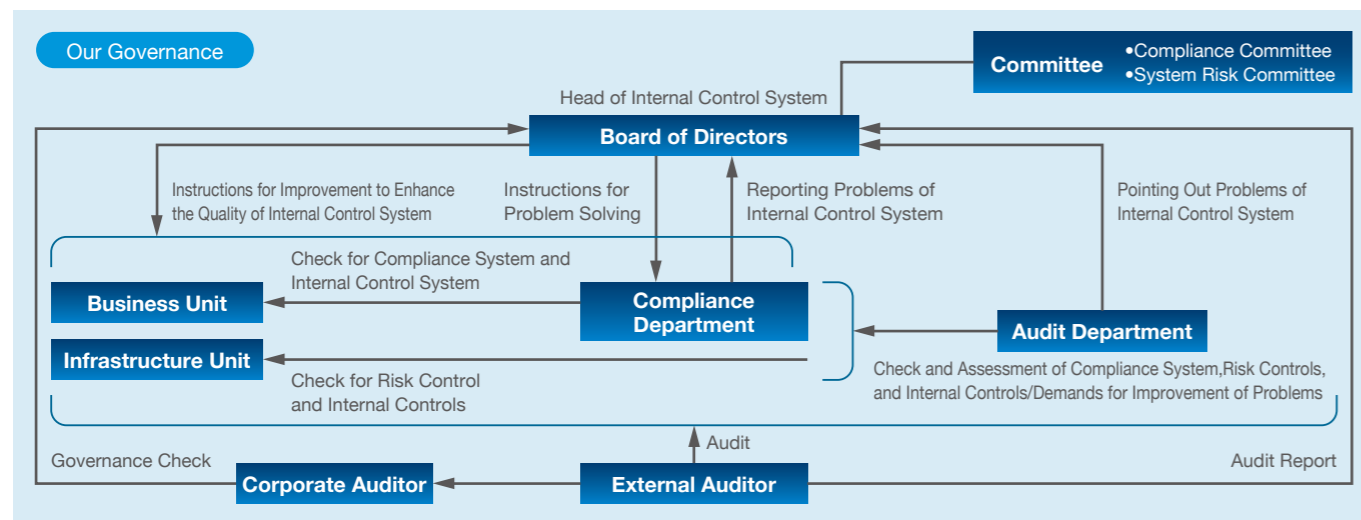 Our Governance
Committee
•Compliance Committee
•System Risk Committee
Head of Internal Control System
Board of Directors
Instructions for Improvement to Enhance
the Quality of Internal Control System
Instructions for
Problem Solving
Reporting Problems of
Internal Control System
Pointing Out Problems of
Internal Control System
Check for Compliance System and
Internal Control System
Business Unit
Compliance
Department
Audit Department
Infrastructure Unit
Check for Risk Control
and Internal Controls
Check and Assessment of Compliance System,Risk Controls,
and Internal Controls/Demands for Improvement of Problems
Audit
Governance Check
Audit Report
Corporate Auditor
External Auditor